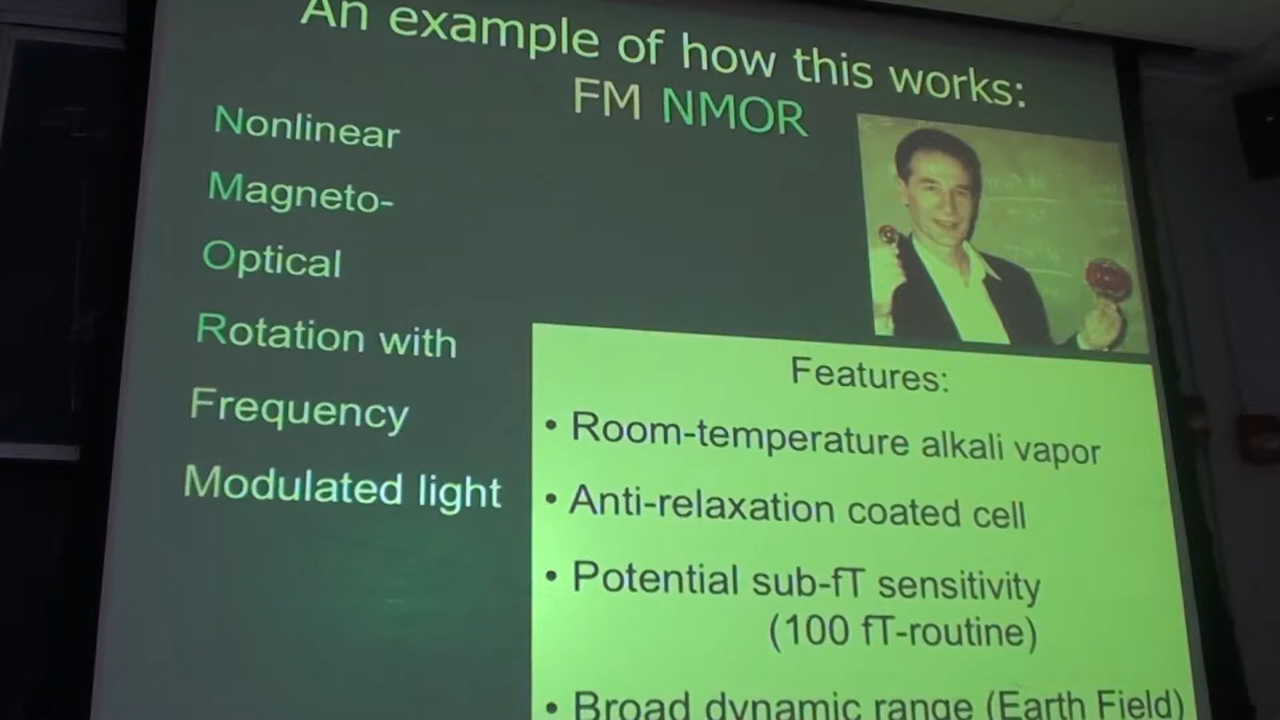 An example of how this works:
FM NMOR
Nonlinear
Magneto-
Optical
Rotation with
Frequency
Modulated light
Features:
• Room-temperature alkali vapor
• Anti-relaxation coated cell
• Potential sub-fT sensitivity
(100 fT-routine)
• Broad dynamic range (Earth Field)